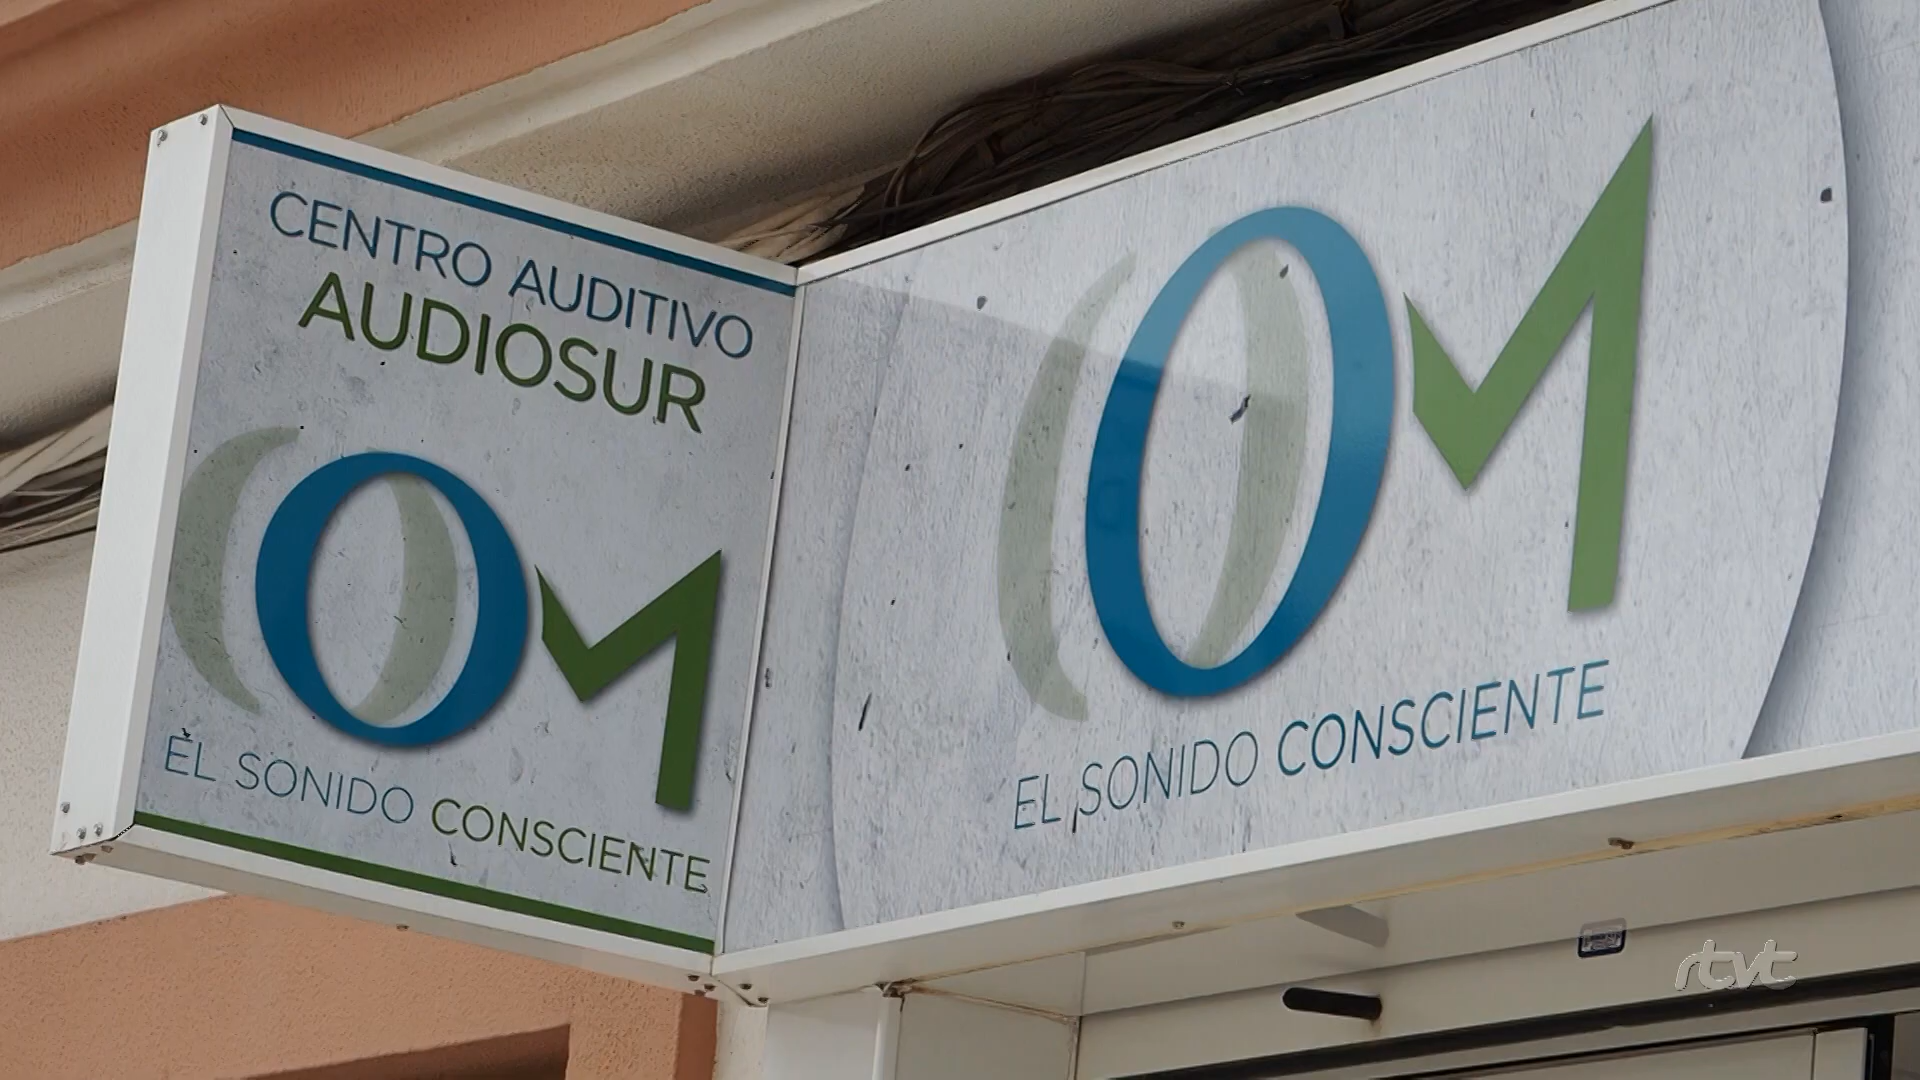 CENTRO AUDITIVO
AUDIOSUR
OM
EL SONIDO CONSCIENTE
OM
EL SONIDO CONSCIENTE
rtvt